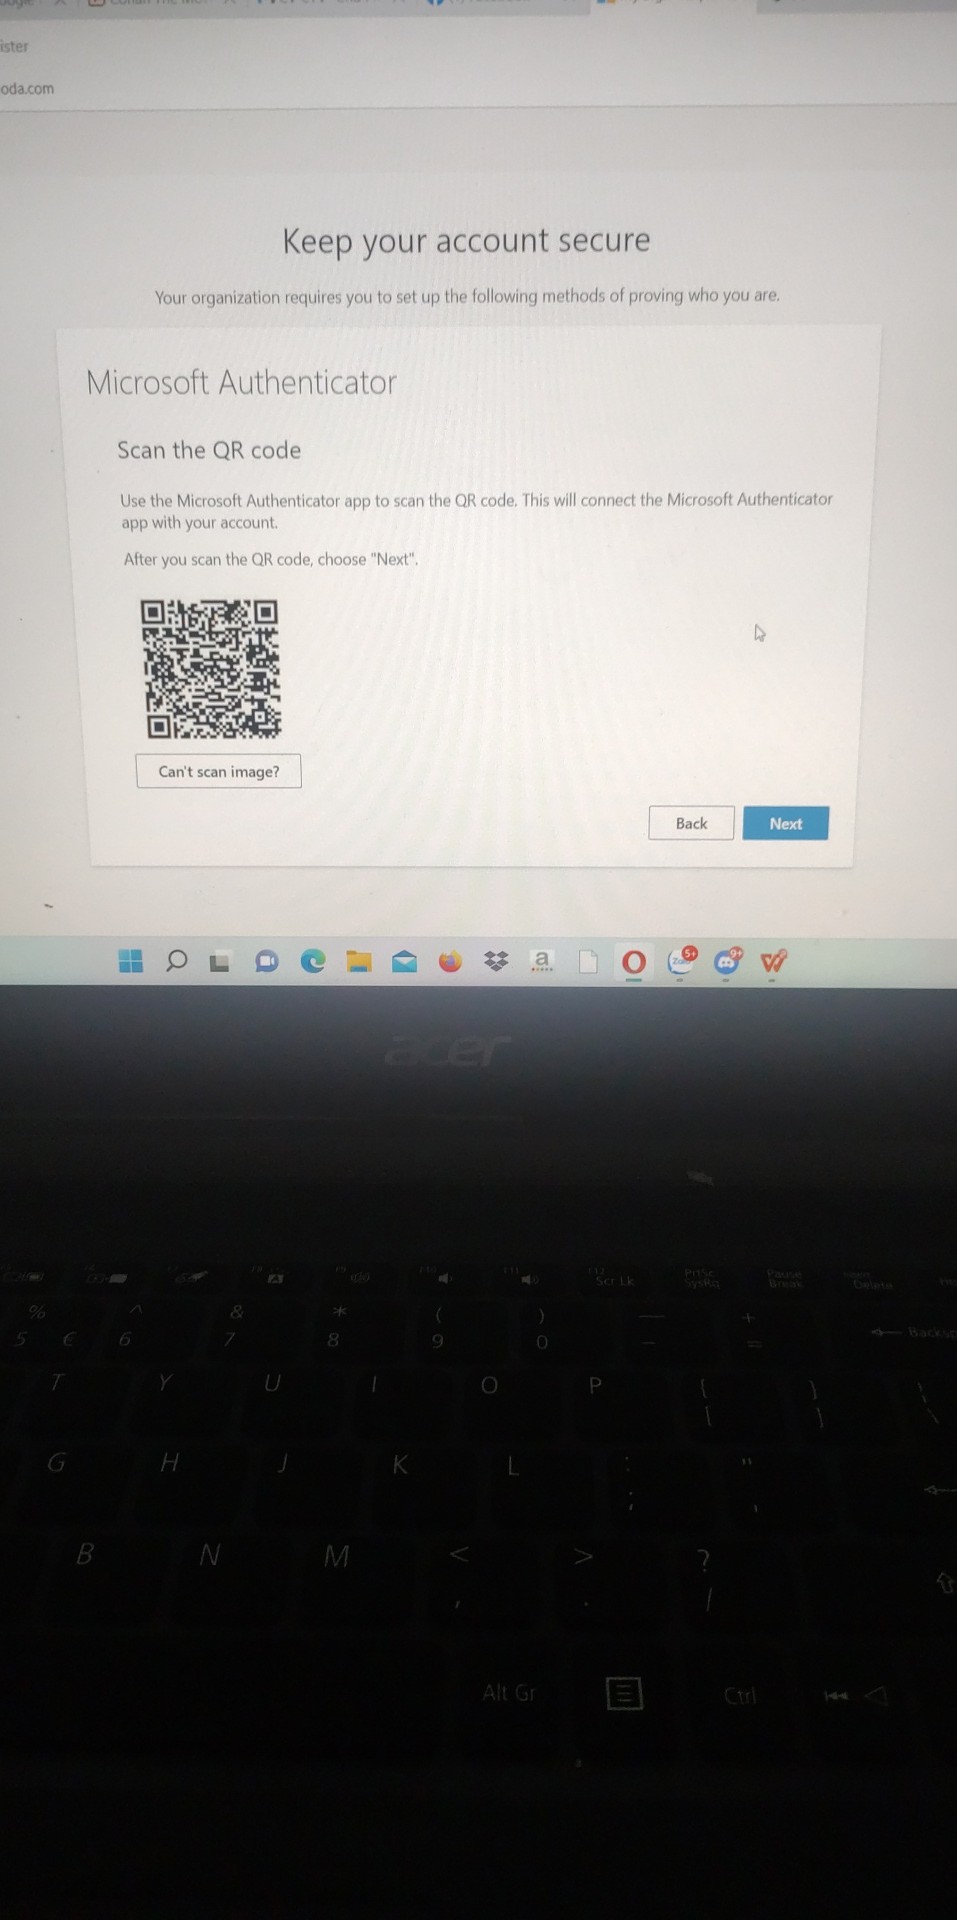 ister
oda.com
Keep your account secure
Your organization requires you to set up the following methods of proving who you are.
Microsoft Authenticator
Scan the QR code
Use the Microsoft Authenticator app to scan the QR code. This will connect the Microsoft Authenticator
app with your account.
After you scan the QR code, choose "Next".
Can't scan image?
Back Next
a 5+ 9+
acer
Scr Lk PrtSc SysRq Pause Break Delete
% ^ & * ( ) — +
5 € 6 7 8 9 0 - = Backsp
T Y U I O P { }
[ ] \
G H J K L : "
; '
B N M < > ?
, . /
Alt Gr Ctrl